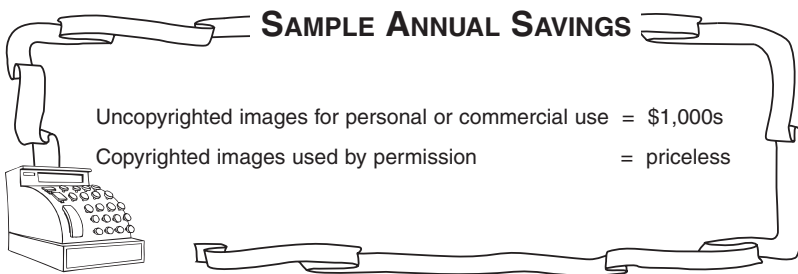 SAMPLE ANNUAL SAVINGS
Uncopyrighted images for personal or commercial use = $1,000s
Copyrighted images used by permission = priceless